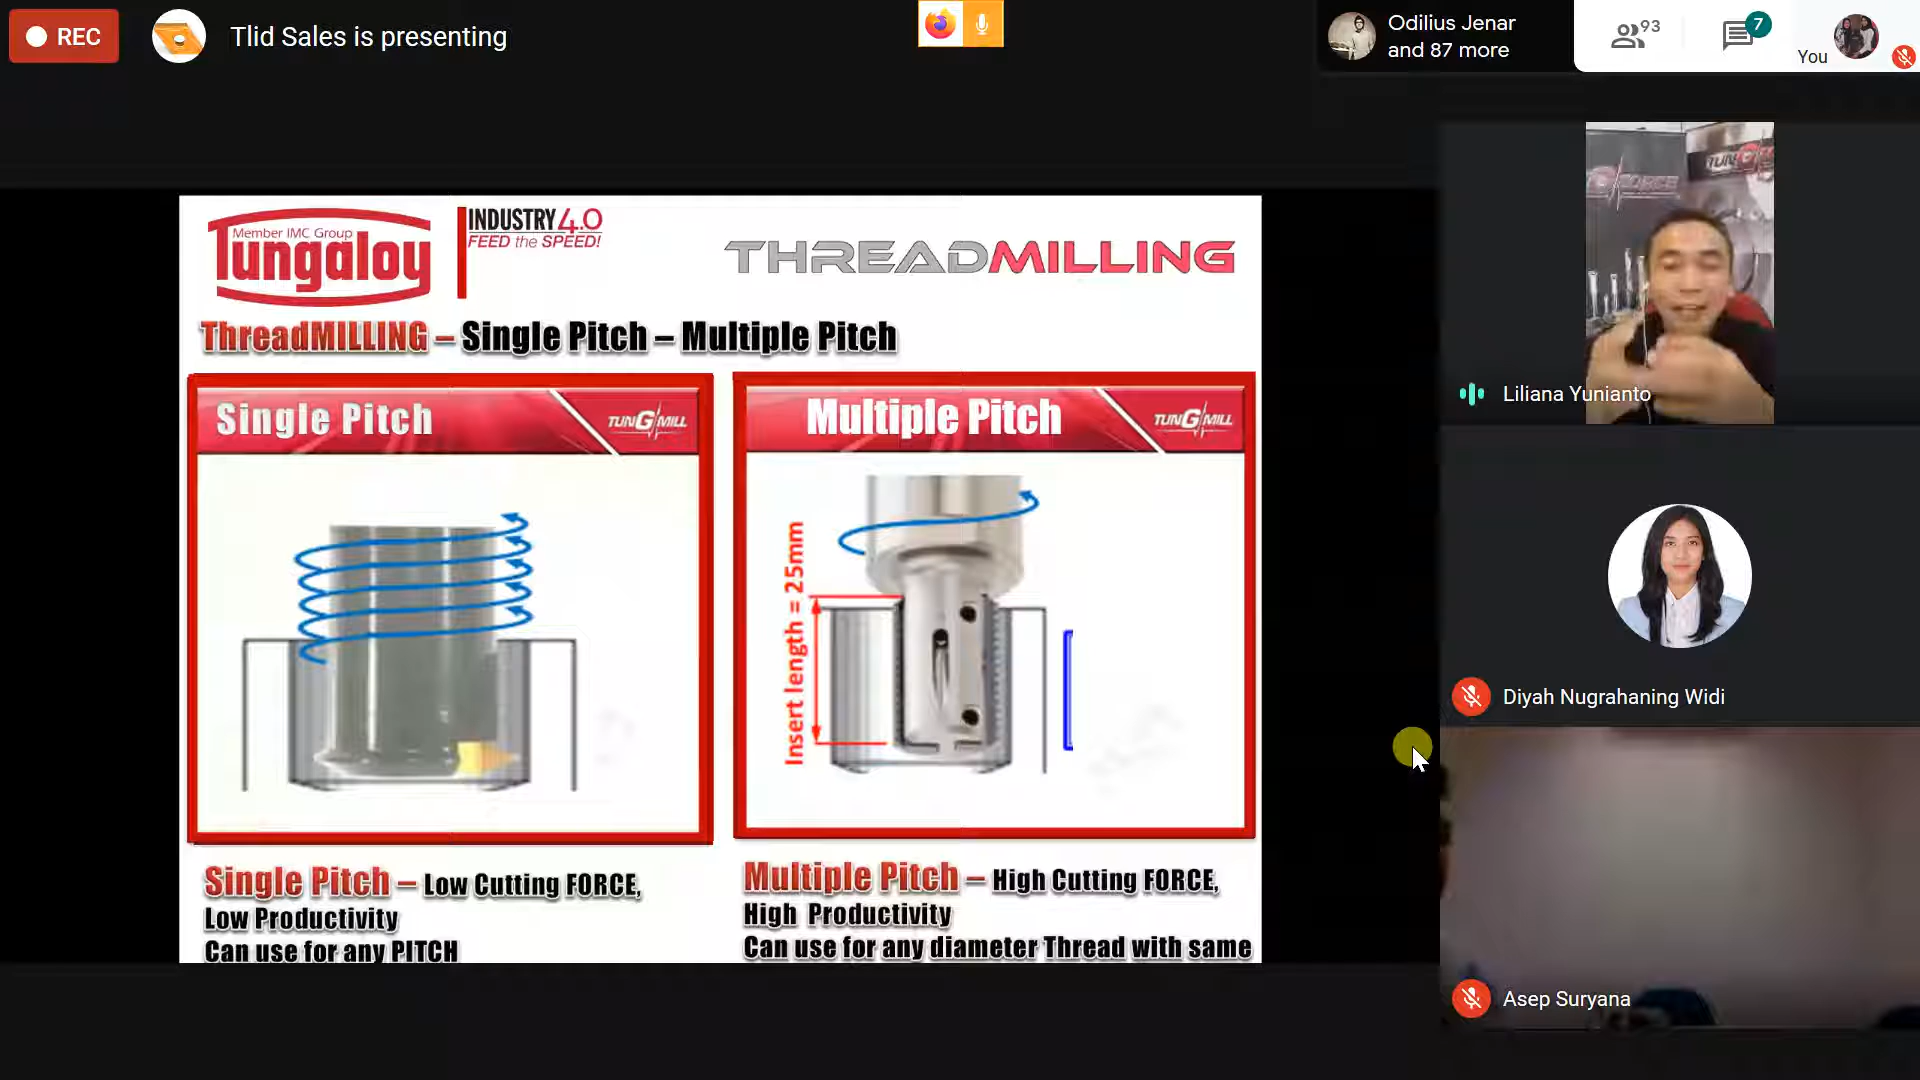 REC
Tlid Sales is presenting
Odilius Jenar
and 87 more
93
7
You
Member IMC Group
Tungaloy
INDUSTRY 4.0
FEED the SPEED!
THREADMILLING
ThreadMILLING – Single Pitch – Multiple Pitch
Single Pitch
TUNGMILL
Multiple Pitch
TUNGMILL
Insert length = 25mm
Single Pitch – Low Cutting FORCE,
Low Productivity
Can use for any PITCH
Multiple Pitch – High Cutting FORCE,
High Productivity
Can use for any diameter Thread with same
Liliana Yunianto
Diyah Nugrahaning Widi
Asep Suryana